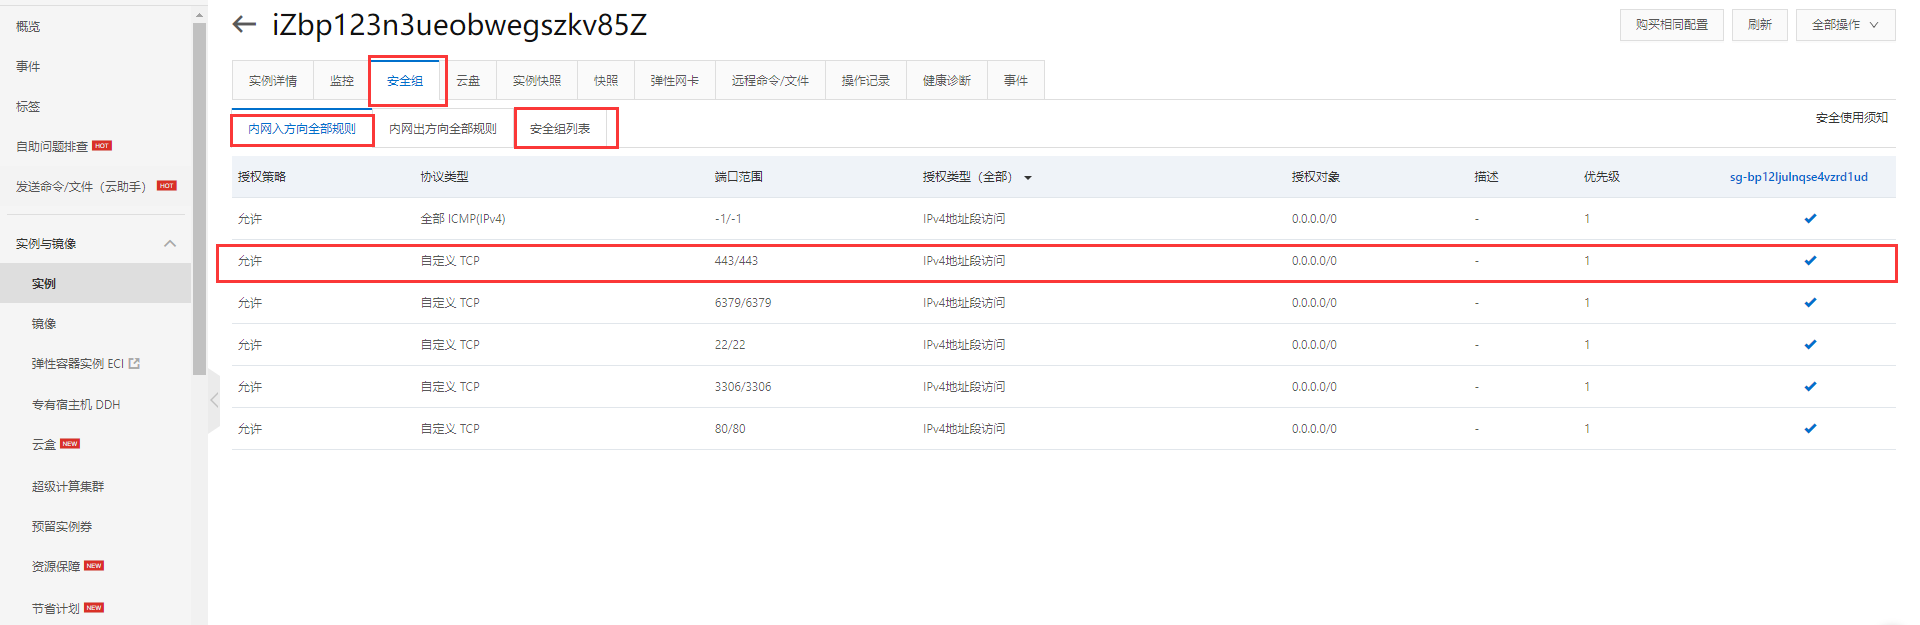 概览
事件
标签
自助问题排查 HOT
发送命令/文件（云助手） HOT
实例与镜像
实例
镜像
弹性容器实例 ECI
专有宿主机 DDH
云盒 NEW
超级计算集群
预留实例券
资源保障 NEW
节省计划 NEW
iZbp123n3ueobwegszkv85Z
购买相同配置 刷新 全部操作
实例详情 监控 安全组 云盘 实例快照 快照 弹性网卡 远程命令/文件 操作记录 健康诊断 事件
内网入方向全部规则 内网出方向全部规则 安全组列表 安全使用须知
授权策略 协议类型 端口范围 授权类型（全部） 授权对象 描述 优先级 sg-bp12ljulnqse4vzrd1ud
允许 全部 ICMP(IPv4) -1/-1 IPv4地址段访问 0.0.0.0/0 - 1
允许 自定义 TCP 443/443 IPv4地址段访问 0.0.0.0/0 - 1
允许 自定义 TCP 6379/6379 IPv4地址段访问 0.0.0.0/0 - 1
允许 自定义 TCP 22/22 IPv4地址段访问 0.0.0.0/0 - 1
允许 自定义 TCP 3306/3306 IPv4地址段访问 0.0.0.0/0 - 1
允许 自定义 TCP 80/80 IPv4地址段访问 0.0.0.0/0 - 1